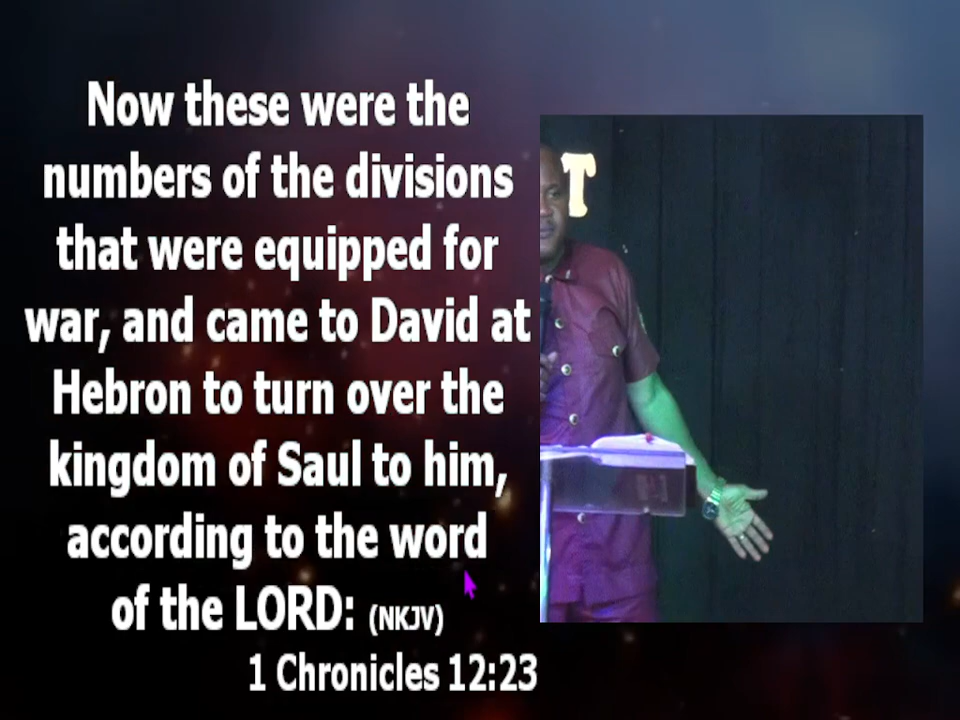 Now these were the
numbers of the divisions
that were equipped for
war, and came to David at
Hebron to turn over the
kingdom of Saul to him,
according to the word
of the LORD: (NKJV)
1 Chronicles 12:23
T